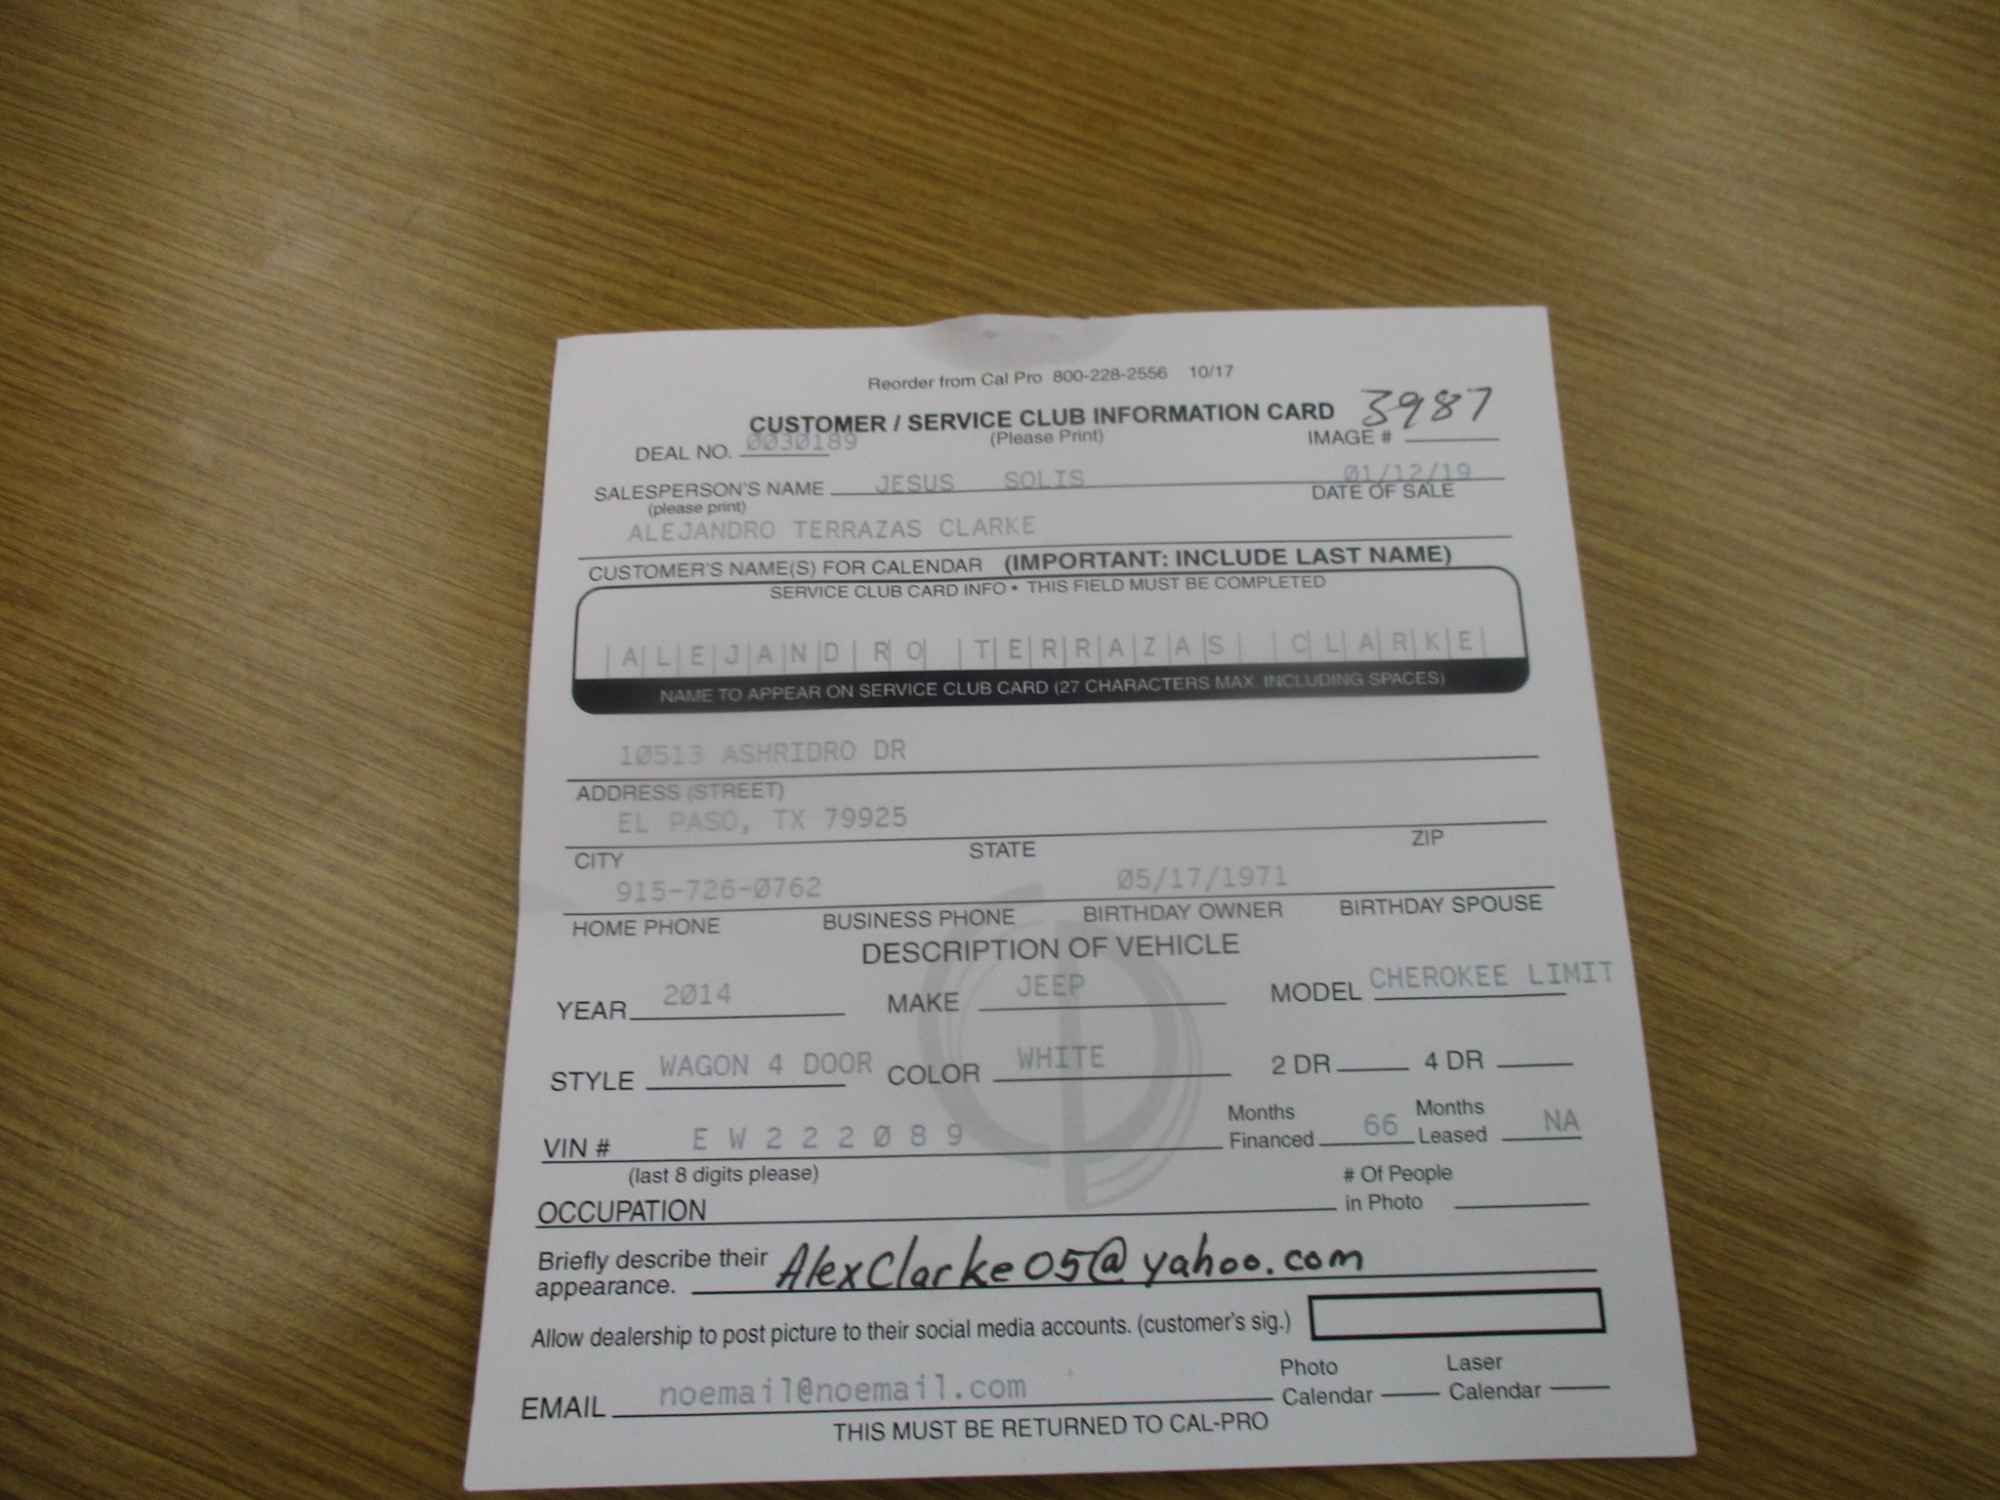 Reorder from Cal Pro 800-228-2556 10/17
CUSTOMER / SERVICE CLUB INFORMATION CARD 3987
DEAL NO. 0030189 (Please Print) IMAGE #
SALESPERSON'S NAME JESUS SOLIS 01/12/19
(please print) DATE OF SALE
ALEJANDRO TERRAZAS CLARKE
CUSTOMER'S NAME(S) FOR CALENDAR (IMPORTANT: INCLUDE LAST NAME)
SERVICE CLUB CARD INFO • THIS FIELD MUST BE COMPLETED
ALEJANDRO TERRAZAS CLARKE
NAME TO APPEAR ON SERVICE CLUB CARD (27 CHARACTERS MAX. INCLUDING SPACES)
10513 ASHRIDRO DR
ADDRESS (STREET)
EL PASO, TX 79925
CITY STATE ZIP
915-726-0762 05/17/1971
HOME PHONE BUSINESS PHONE BIRTHDAY OWNER BIRTHDAY SPOUSE
DESCRIPTION OF VEHICLE
YEAR 2014 MAKE JEEP MODEL CHEROKEE LIMIT
STYLE WAGON 4 DOOR COLOR WHITE 2 DR 4 DR
VIN # E W 2 2 2 0 8 9 Months Financed 66 Months Leased NA
(last 8 digits please)
OCCUPATION # Of People in Photo
Briefly describe their appearance. AlexClarke05@yahoo.com
Allow dealership to post picture to their social media accounts. (customer's sig.)
EMAIL noemail@noemail.com Photo Calendar Laser Calendar
THIS MUST BE RETURNED TO CAL-PRO